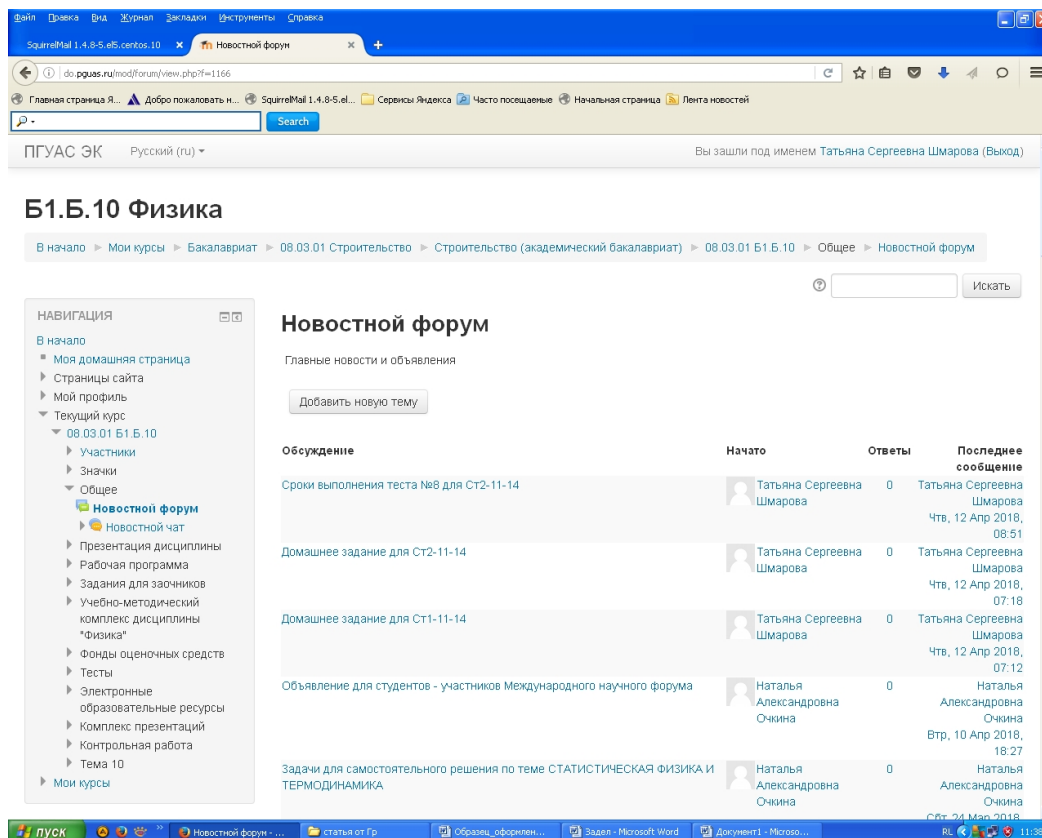 Файл Правка Вид Журнал Закладки Инструменты Справка
SquirrelMail 1.4.8-5.el5.centos.10 × Новостной форум × +
do.pguas.ru/mod/forum/view.php?f=1166
Главная страница Я... Добро пожаловать н... SquirrelMail 1.4.8-5.el... Сервисы Яндекса Часто посещаемые Начальная страница Лента новостей
Search
ПГУАС ЭК Русский (ru) Вы зашли под именем Татьяна Сергеевна Шмарова (Выход)
Б1.Б.10 Физика
В начало ► Мои курсы ► Бакалавриат ► 08.03.01 Строительство ► Строительство (академический бакалавриат) ► 08.03.01 Б1.Б.10 ► Общее ► Новостной форум
Искать
НАВИГАЦИЯ
В начало
Моя домашняя страница
Страницы сайта
Мой профиль
Текущий курс
08.03.01 Б1.Б.10
Участники
Значки
Общее
Новостной форум
Новостной чат
Презентация дисциплины
Рабочая программа
Задания для заочников
Учебно-методический
комплекс дисциплины
"Физика"
Фонды оценочных средств
Тесты
Электронные
образовательные ресурсы
Комплекс презентаций
Контрольная работа
Тема 10
Мои курсы
Новостной форум
Главные новости и объявления
Добавить новую тему
Обсуждение Начато Ответы Последнее
сообщение
Сроки выполнения теста №8 для Ст2-11-14 Татьяна Сергеевна 0 Татьяна Сергеевна
Шмарова Шмарова
Чтв, 12 Апр 2018,
08:51
Домашнее задание для Ст2-11-14 Татьяна Сергеевна 0 Татьяна Сергеевна
Шмарова Шмарова
Чтв, 12 Апр 2018,
07:18
Домашнее задание для Ст1-11-14 Татьяна Сергеевна 0 Татьяна Сергеевна
Шмарова Шмарова
Чтв, 12 Апр 2018,
07:12
Объявление для студентов - участников Международного научного форума Наталья 0 Наталья
Александровна Александровна
Очкина Очкина
Втр, 10 Апр 2018,
18:27
Задачи для самостоятельного решения по теме СТАТИСТИЧЕСКАЯ ФИЗИКА И Наталья 0 Наталья
ТЕРМОДИНАМИКА Александровна Александровна
Очкина Очкина
Сбт, 24 Мар 2018,
пуск Новостной форум - ... статья от Гр Образец_оформлен... Задел - Microsoft Word Документ1 - Microso... RL 11:38